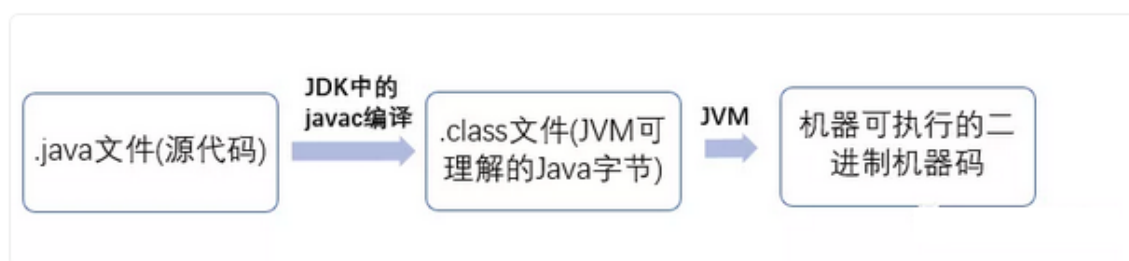 .java文件(源代码)
JDK中的
javac编译
.class文件(JVM可
理解的Java字节)
JVM
机器可执行的二
进制机器码